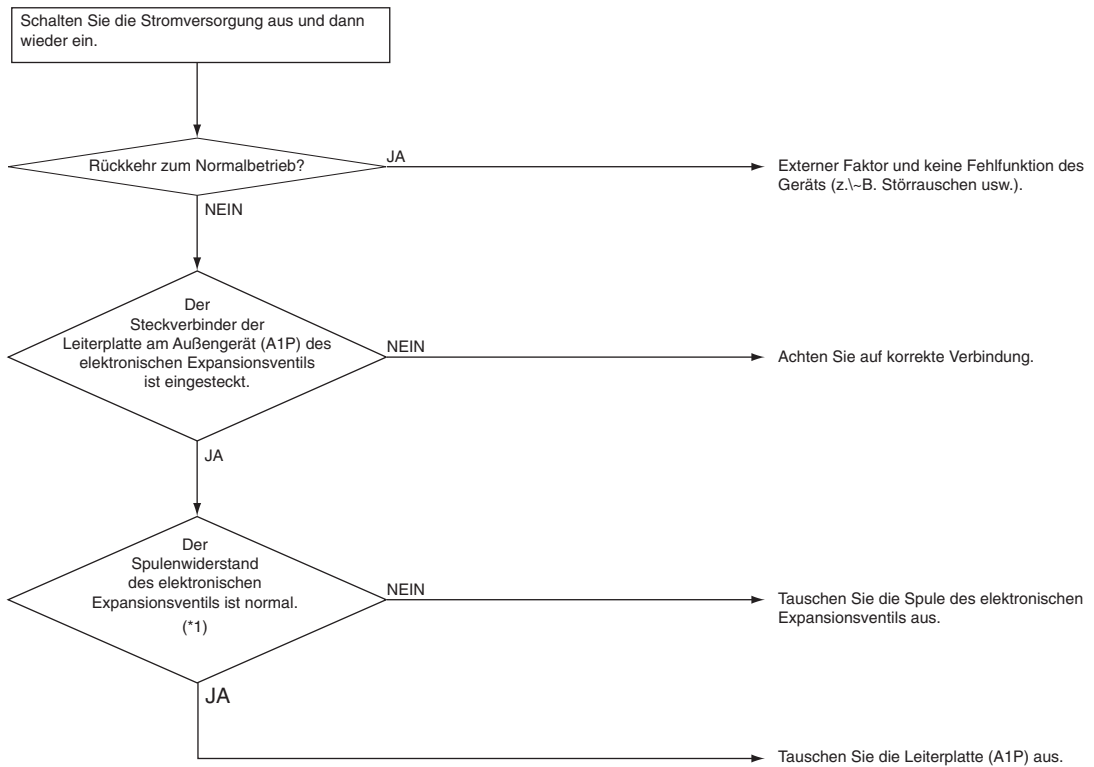 Schalten Sie die Stromversorgung aus und dann
wieder ein.
Rückkehr zum Normalbetrieb?
JA
Externer Faktor und keine Fehlfunktion des
Geräts (z.\~B. Störrauschen usw.).
NEIN
Der
Steckverbinder der
Leiterplatte am Außengerät (A1P) des
elektronischen Expansionsventils
ist eingesteckt.
NEIN
Achten Sie auf korrekte Verbindung.
JA
Der
Spulenwiderstand
des elektronischen
Expansionsventils ist normal.
(*1)
NEIN
Tauschen Sie die Spule des elektronischen
Expansionsventils aus.
JA
Tauschen Sie die Leiterplatte (A1P) aus.